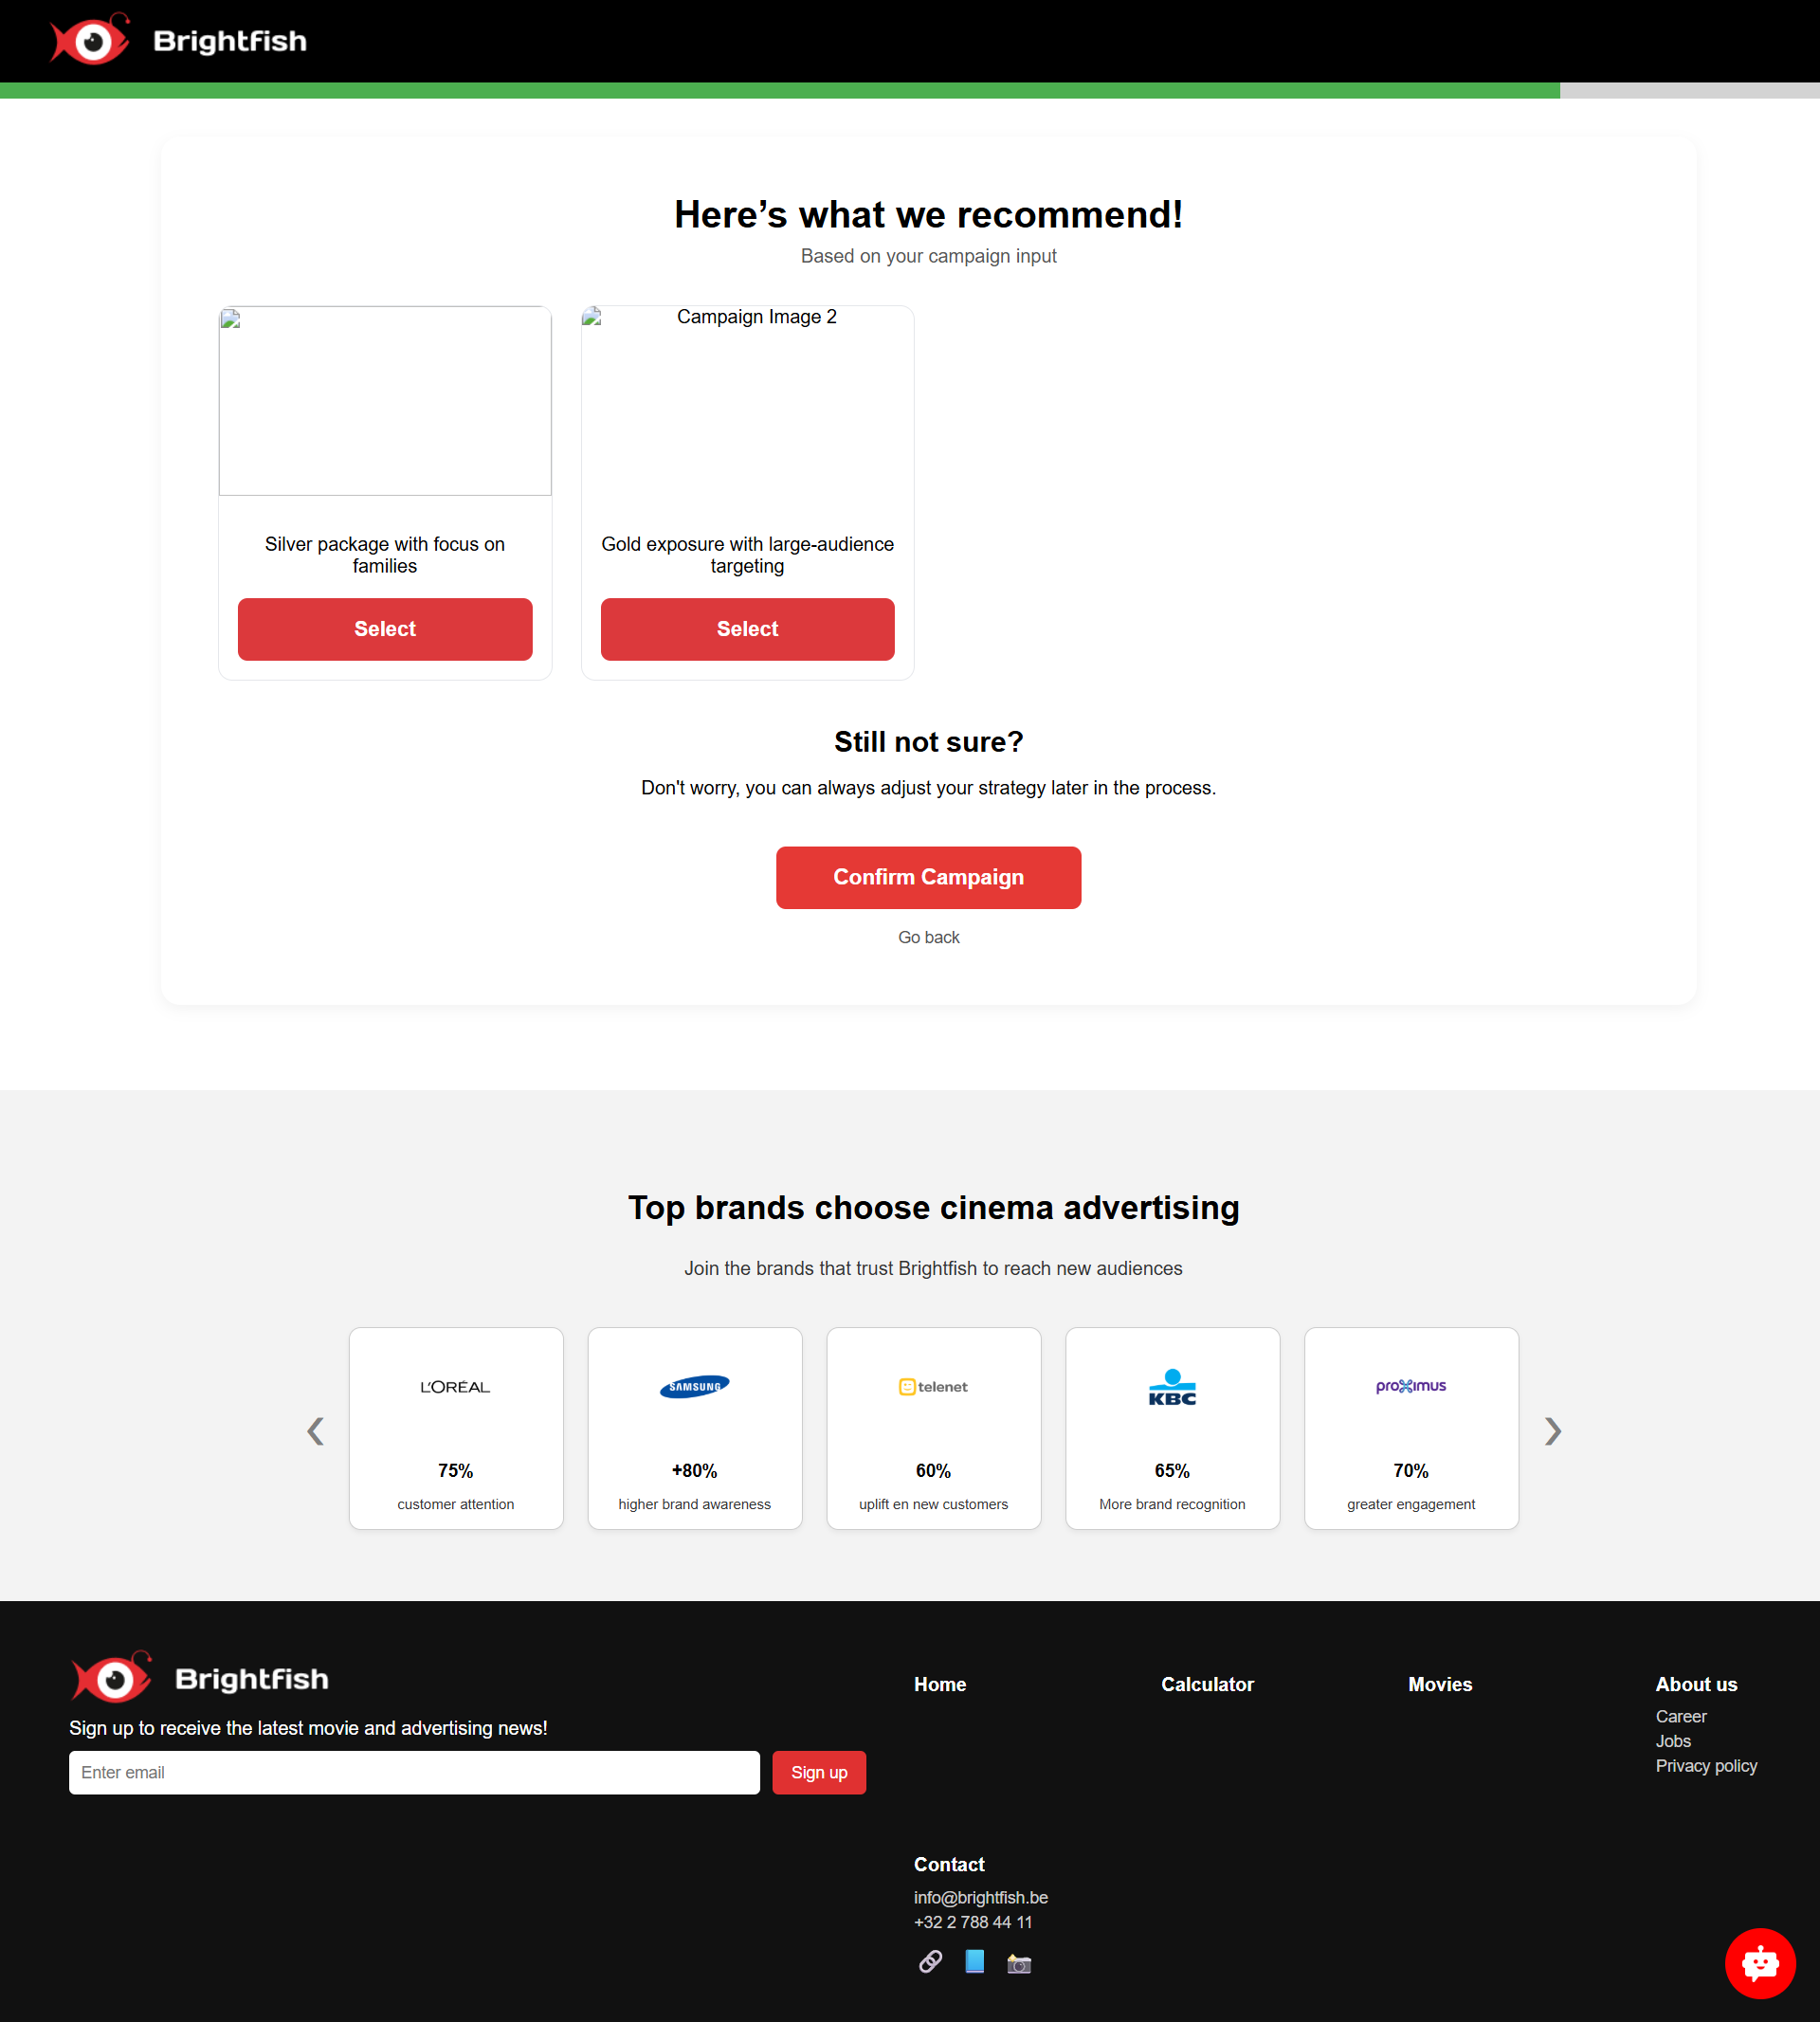 Brightfish
Here’s what we recommend!
Based on your campaign input
Campaign Image 2
Silver package with focus on
families
Select
Gold exposure with large-audience
targeting
Select
Still not sure?
Don't worry, you can always adjust your strategy later in the process.
Confirm Campaign
Go back
Top brands choose cinema advertising
Join the brands that trust Brightfish to reach new audiences
L'ORÉAL
75%
customer attention
SAMSUNG
+80%
higher brand awareness
telenet
60%
uplift en new customers
KBC
65%
More brand recognition
proximus
70%
greater engagement
Brightfish
Sign up to receive the latest movie and advertising news!
Enter email
Sign up
Home
Calculator
Movies
About us
Career
Jobs
Privacy policy
Contact
info@brightfish.be
+32 2 788 44 11